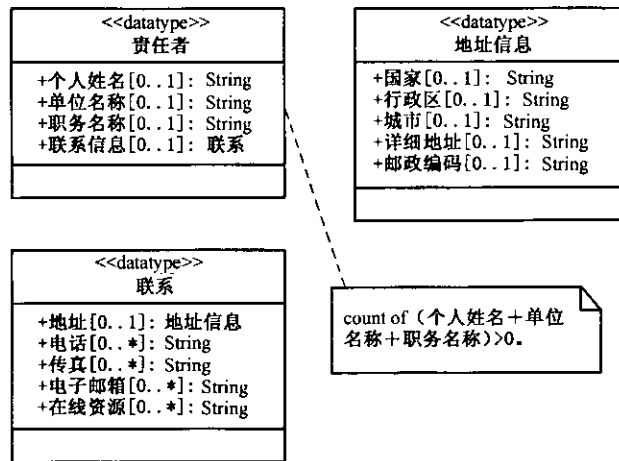 <<datatype>>
责任者
+个人姓名[0..1]: String
+单位名称[0..1]: String
+职务名称[0..1]: String
+联系信息[0..1]: 联系
<<datatype>>
地址信息
+国家[0..1]: String
+行政区[0..1]: String
+城市[0..1]: String
+详细地址[0..1]: String
+邮政编码[0..1]: String
<<datatype>>
联系
+地址[0..1]: 地址信息
+电话[0..*]: String
+传真[0..*]: String
+电子邮箱[0..*]: String
+在线资源[0..*]: String
count of（个人姓名＋单位
名称＋职务名称)>0。